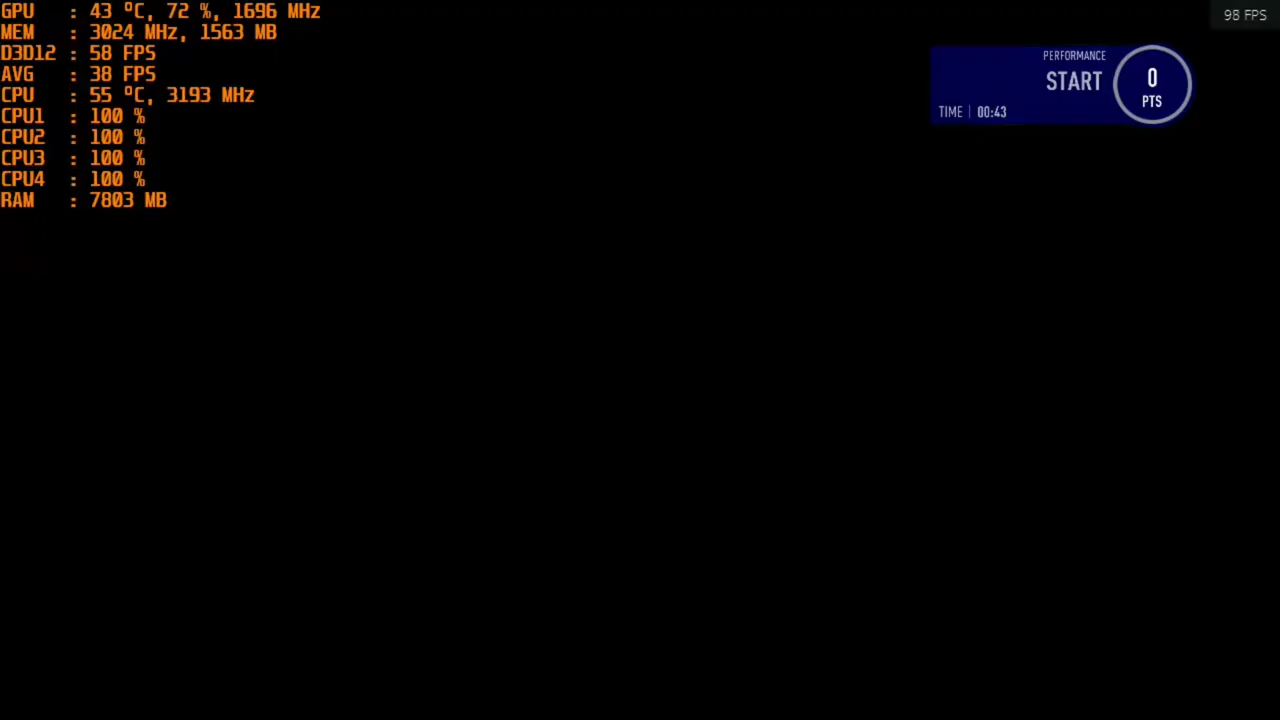 GPU : 43 ºC, 72 %, 1696 MHz
MEM : 3024 MHz, 1563 MB
D3D12 : 58 FPS
AVG : 38 FPS
CPU : 55 ºC, 3193 MHz
CPU1 : 100 %
CPU2 : 100 %
CPU3 : 100 %
CPU4 : 100 %
RAM : 7803 MB
98 FPS
PERFORMANCE
START
0
PTS
TIME | 00:43